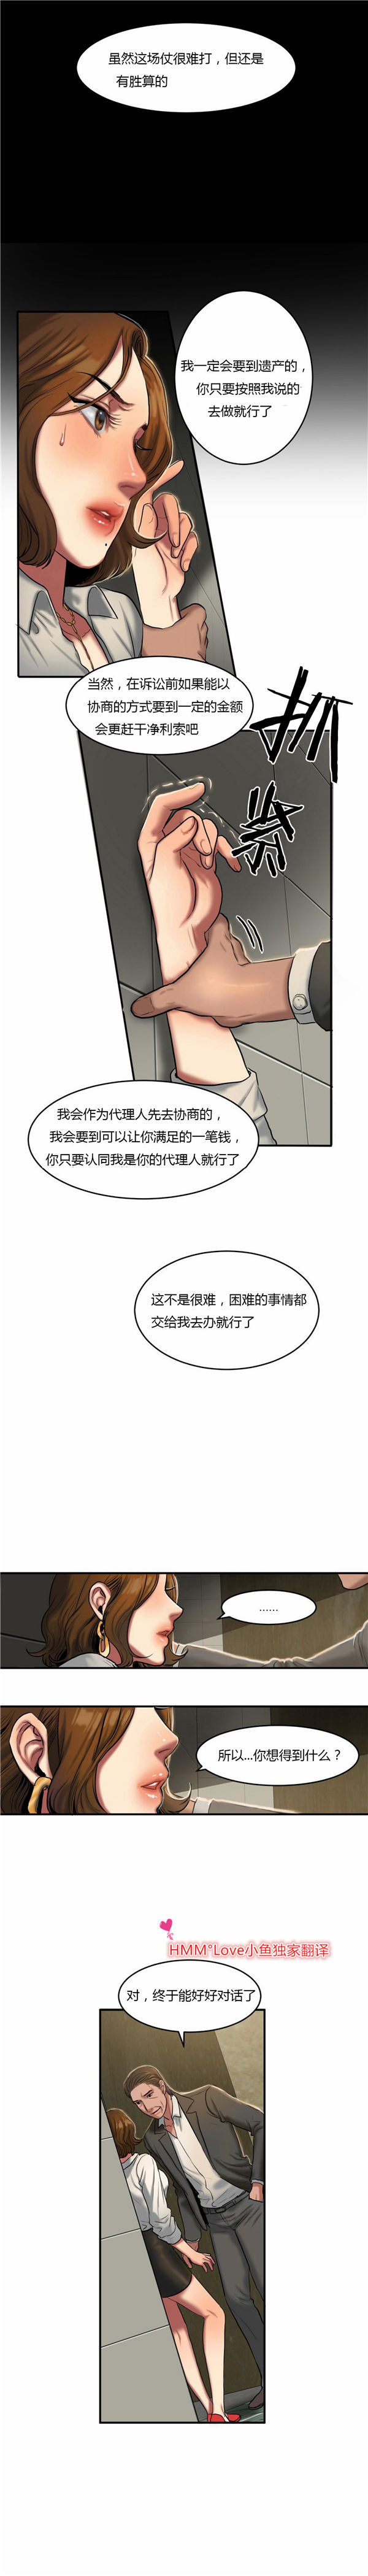 虽然这场仗很难打，但还是
有胜算的
我一定会要到遗产的，
你只要按照我说的
去做就行了
当然，在诉讼前如果能以
协商的方式要到一定的金额
会更赶干净利索吧
抓
紧
我会作为代理人先去协商的，
我会要到可以让你满足的一笔钱，
你只要认同我是你的代理人就行了
这不是很难，困难的事情都
交给我去办就行了
......
所以...你想得到什么？
HMM°Love小鱼独家翻译
对，终于能好好对话了